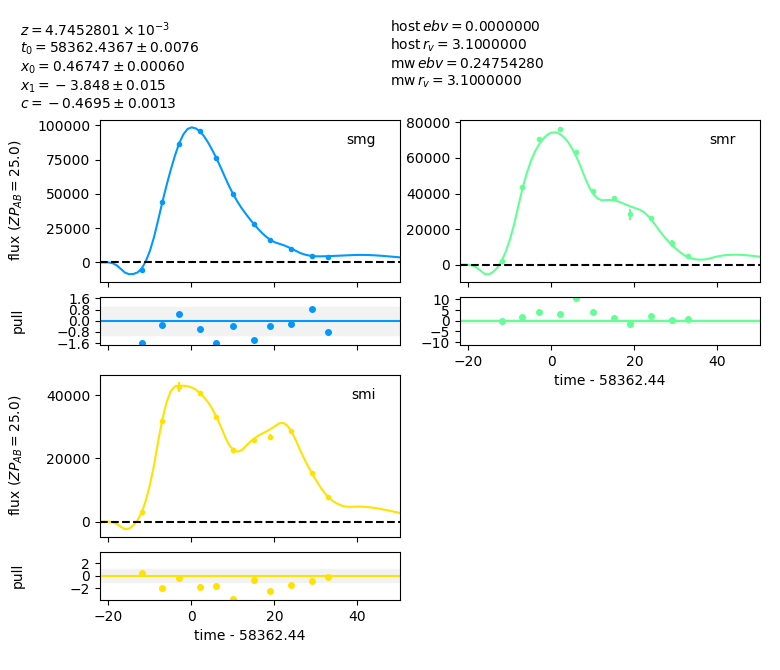 z = 4.7452801 × 10⁻³
t₀ = 58362.4367 ± 0.0076
x₀ = 0.46747 ± 0.00060
x₁ = −3.848 ± 0.015
c = −0.4695 ± 0.0013
host ebv = 0.0000000
host r_v = 3.1000000
mw ebv = 0.24754280
mw r_v = 3.1000000
flux (ZP_AB = 25.0)
100000
75000
50000
25000
0
smg
80000
60000
40000
20000
0
smr
pull
1.6
0.8
0.0
−0.8
−1.6
10
5
0
−5
−10
−20
0
20
40
time - 58362.44
flux (ZP_AB = 25.0)
40000
20000
0
smi
pull
2
0
−2
−20
0
20
40
time - 58362.44